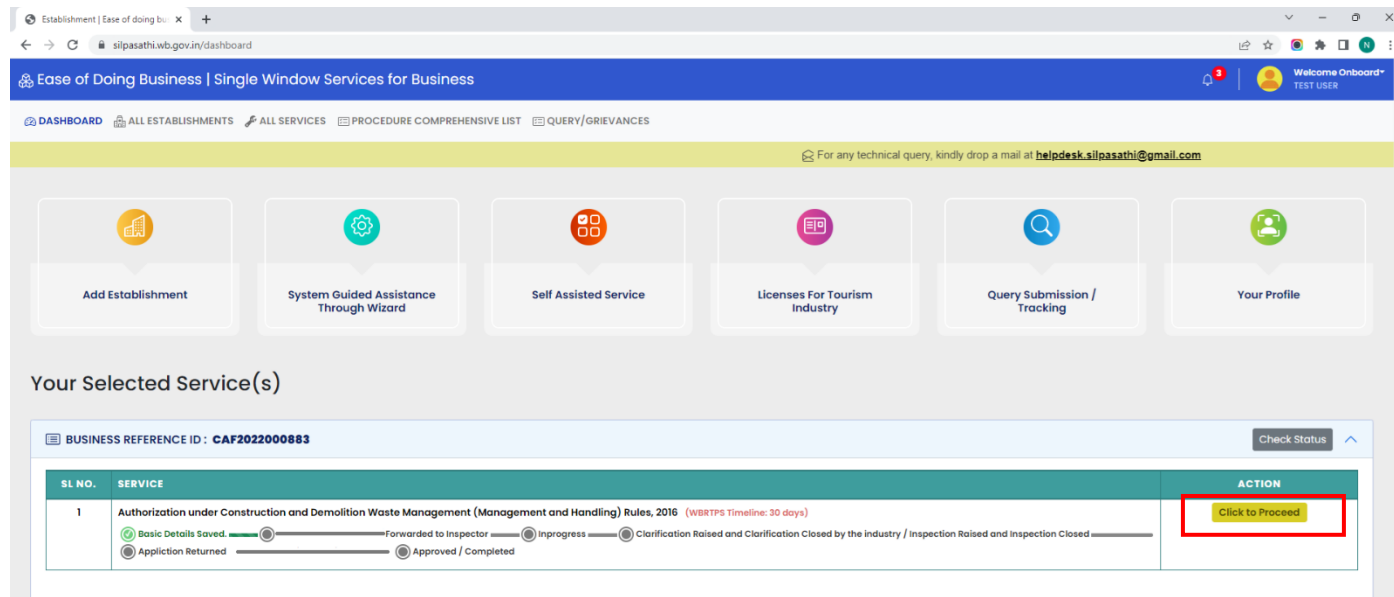 Establishment | Ease of doing bu
silpasathi.wb.gov.in/dashboard
N
Ease of Doing Business | Single Window Services for Business
3
Welcome Onboard
TEST USER
DASHBOARD ALL ESTABLISHMENTS ALL SERVICES PROCEDURE COMPREHENSIVE LIST QUERY/GRIEVANCES
For any technical query, kindly drop a mail at helpdesk.silpasathi@gmail.com
Add Establishment
System Guided Assistance
Through Wizard
Self Assisted Service
Licenses For Tourism
Industry
Query Submission /
Tracking
Your Profile
Your Selected Service(s)
BUSINESS REFERENCE ID : CAF2022000883
Check Status
SL NO. SERVICE ACTION
1 Authorization under Construction and Demolition Waste Management (Management and Handling) Rules, 2016 (WBRTPS Timeline: 30 days) Click to Proceed
Basic Details Saved. Forwarded to Inspector Inprogress Clarification Raised and Clarification Closed by the industry / Inspection Raised and Inspection Closed
Appliction Returned Approved / Completed